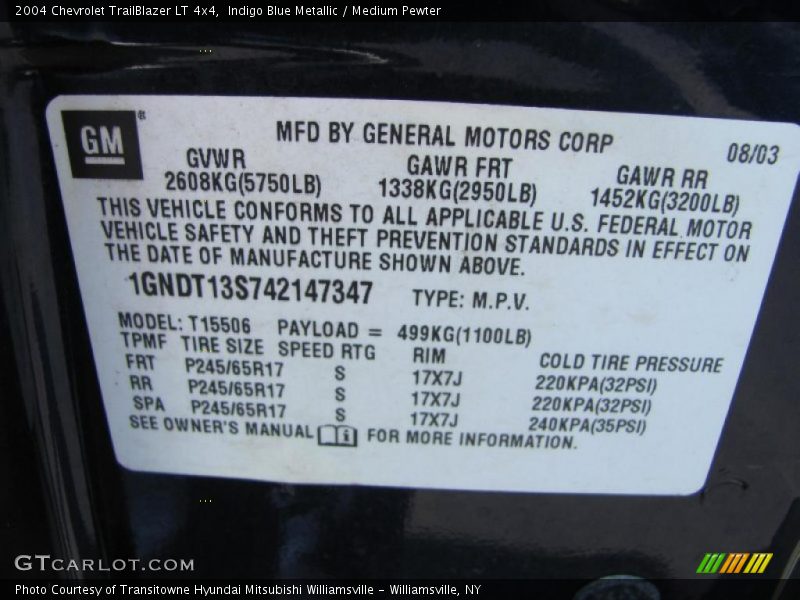 2004 Chevrolet TrailBlazer LT 4x4, Indigo Blue Metallic / Medium Pewter
GM ®
MFD BY GENERAL MOTORS CORP
08/03
GVWR GAWR FRT GAWR RR
2608KG(5750LB) 1338KG(2950LB) 1452KG(3200LB)
THIS VEHICLE CONFORMS TO ALL APPLICABLE U.S. FEDERAL MOTOR
VEHICLE SAFETY AND THEFT PREVENTION STANDARDS IN EFFECT ON
THE DATE OF MANUFACTURE SHOWN ABOVE.
1GNDT13S742147347 TYPE: M.P.V.
MODEL: T15506 PAYLOAD = 499KG(1100LB)
TPMF TIRE SIZE SPEED RTG RIM COLD TIRE PRESSURE
FRT P245/65R17 S 17X7J 220KPA(32PSI)
RR P245/65R17 S 17X7J 220KPA(32PSI)
SPA P245/65R17 S 17X7J 240KPA(35PSI)
SEE OWNER'S MANUAL i FOR MORE INFORMATION.
GTCARLOT.COM
Photo Courtesy of Transitowne Hyundai Mitsubishi Williamsville - Williamsville, NY